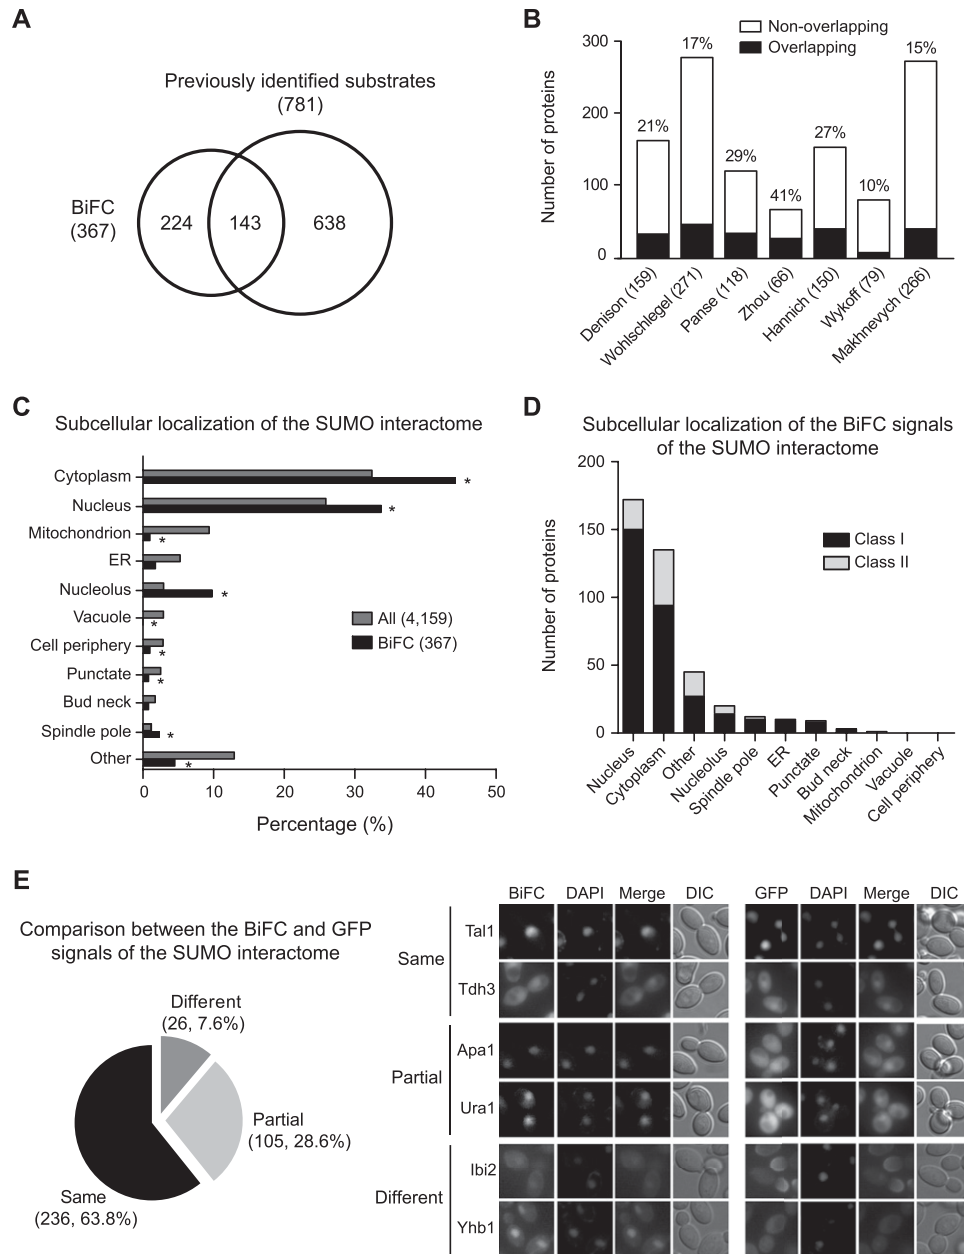 A
Previously identified substrates
(781)
BiFC
(367)
224
143
638
B
Non-overlapping
Overlapping
Number of proteins
300
200
100
0
21%
17%
29%
41%
27%
10%
15%
Denison (159)
Wohlschlegel (271)
Panse (118)
Zhou (66)
Hannich (150)
Wykoff (79)
Makhnevych (266)
C
Subcellular localization of the SUMO interactome
Cytoplasm
*
Nucleus
*
Mitochondrion
*
ER
Nucleolus
*
Vacuole
*
Cell periphery
*
Punctate
*
Bud neck
Spindle pole
*
Other
*
All (4,159)
BiFC (367)
0 10 20 30 40 50
Percentage (%)
D
Subcellular localization of the BiFC signals
of the SUMO interactome
Number of proteins
200
150
100
50
0
Class I
Class II
Nucleus
Cytoplasm
Other
Nucleolus
Spindle pole
ER
Punctate
Bud neck
Mitochondrion
Vacuole
Cell periphery
E
Comparison between the BiFC and GFP
signals of the SUMO interactome
Different
(26, 7.6%)
Partial
(105, 28.6%)
Same
(236, 63.8%)
BiFC DAPI Merge DIC GFP DAPI Merge DIC
Same
Tal1
Tdh3
Partial
Apa1
Ura1
Different
Ibi2
Yhb1